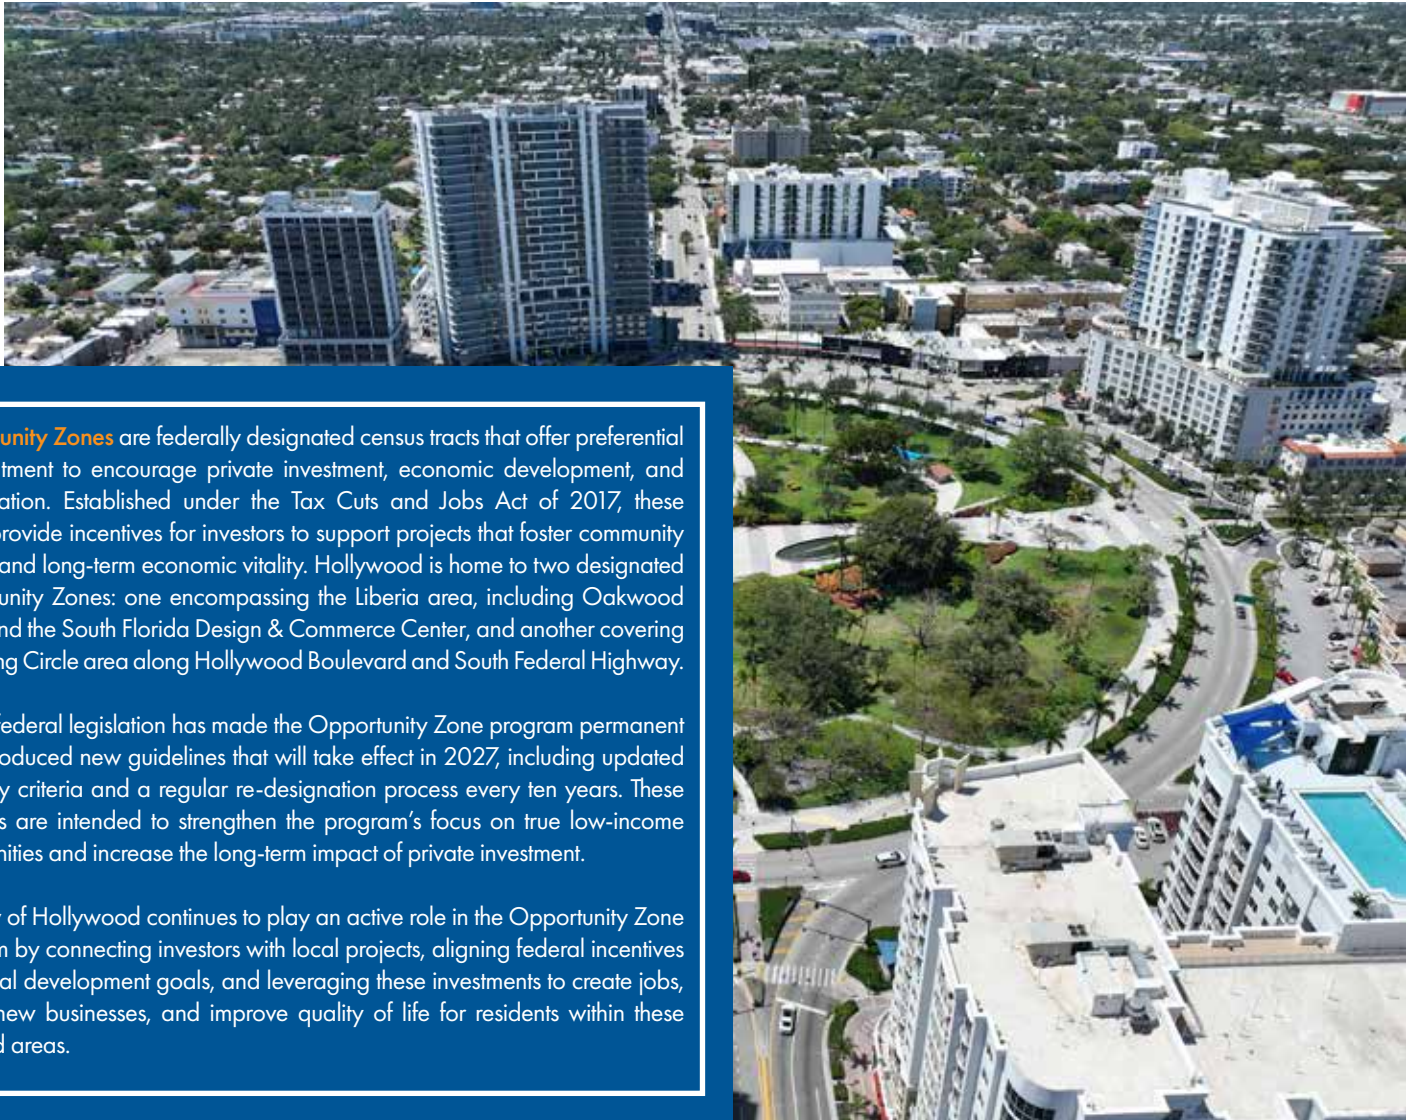 unity Zones are federally designated census tracts that offer preferential
tment to encourage private investment, economic development, and
ation. Established under the Tax Cuts and Jobs Act of 2017, these
provide incentives for investors to support projects that foster community
and long-term economic vitality. Hollywood is home to two designated
unity Zones: one encompassing the Liberia area, including Oakwood
nd the South Florida Design & Commerce Center, and another covering
ng Circle area along Hollywood Boulevard and South Federal Highway.
federal legislation has made the Opportunity Zone program permanent
oduced new guidelines that will take effect in 2027, including updated
y criteria and a regular re-designation process every ten years. These
s are intended to strengthen the program's focus on true low-income
nities and increase the long-term impact of private investment.
y of Hollywood continues to play an active role in the Opportunity Zone
m by connecting investors with local projects, aligning federal incentives
al development goals, and leveraging these investments to create jobs,
new businesses, and improve quality of life for residents within these
d areas.